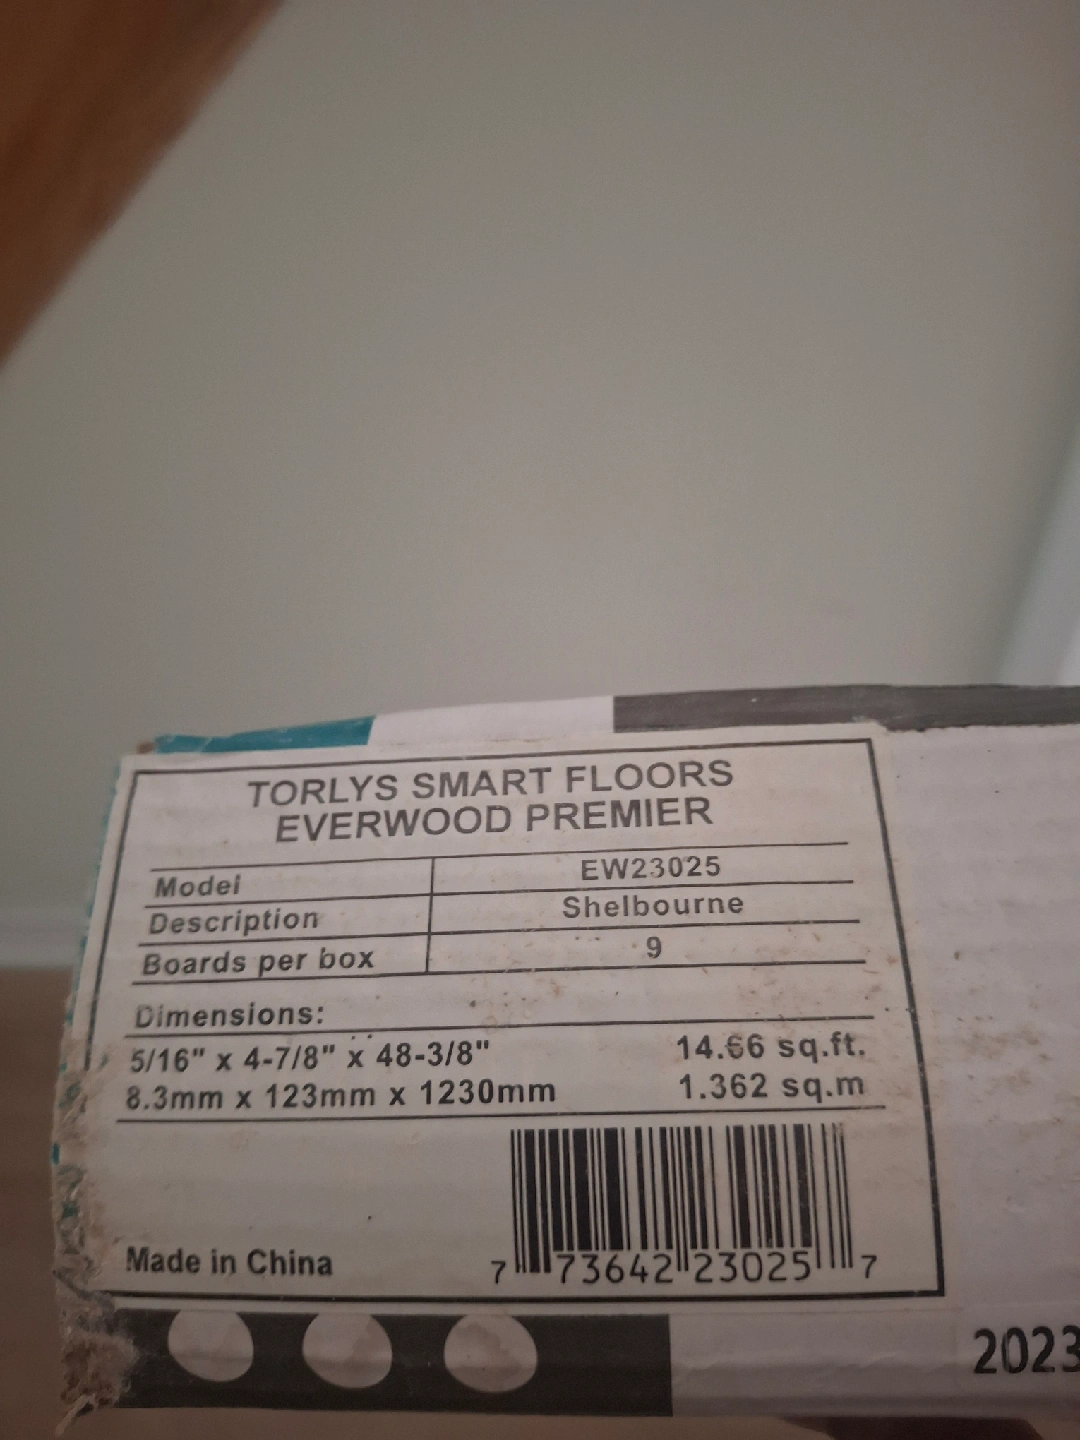 TORLYS SMART FLOORS
EVERWOOD PREMIER
Model EW23025
Description Shelbourne
Boards per box 9
Dimensions:
5/16" x 4-7/8" x 48-3/8" 14.66 sq.ft.
8.3mm x 123mm x 1230mm 1.362 sq.m
Made in China
7 73642 23025 7
2023